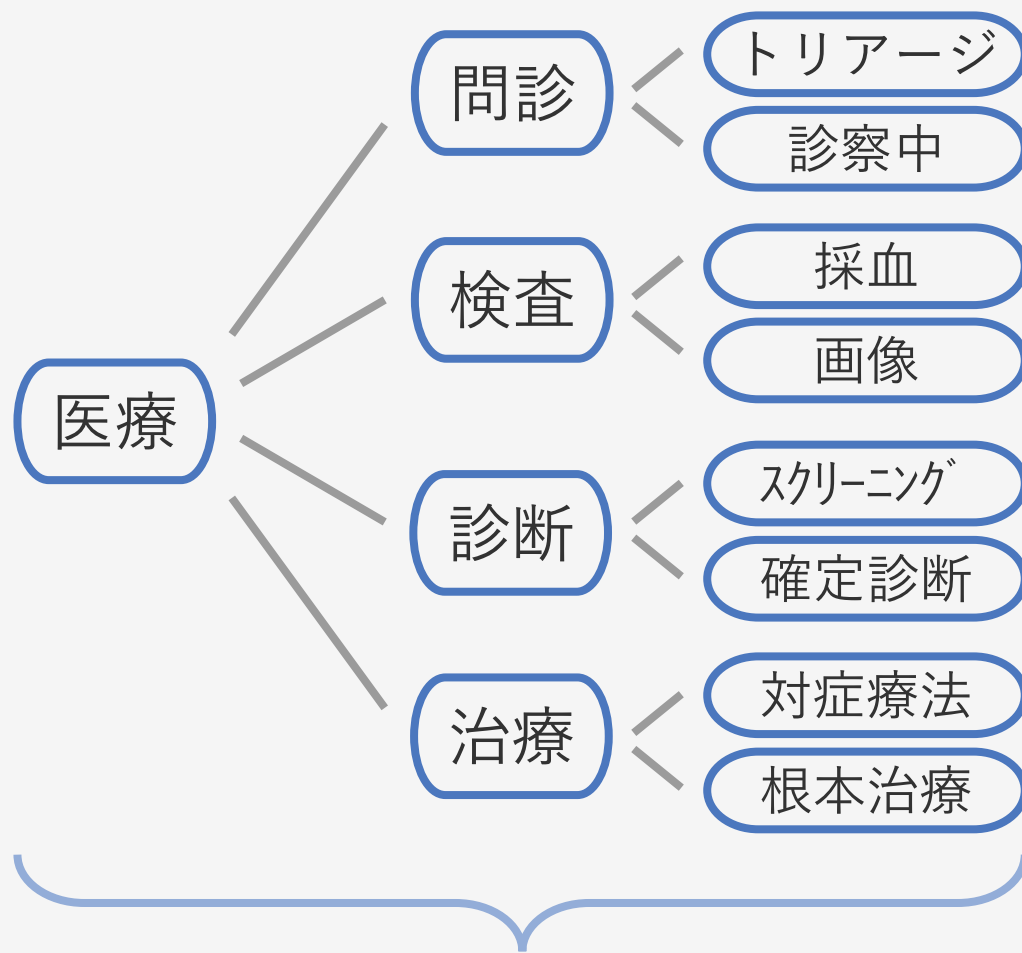 医療
問診
トリアージ
診察中
検査
採血
画像
診断
ｽｸﾘｰﾆﾝｸﾞ
確定診断
治療
対症療法
根本治療